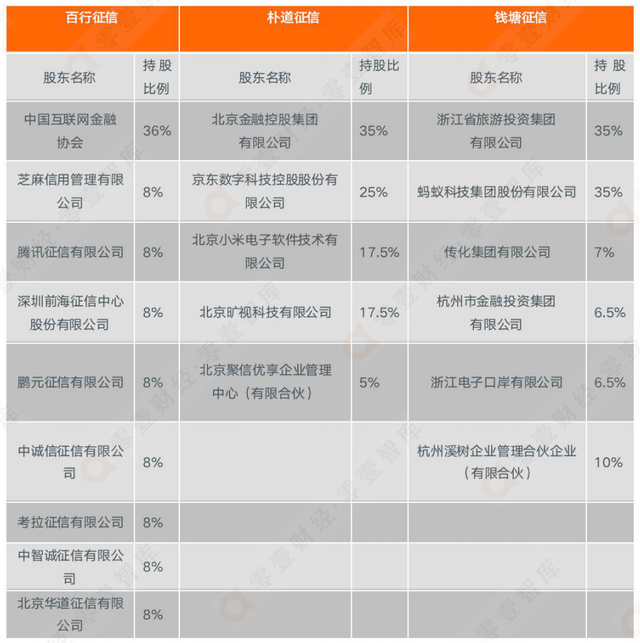 百行征信
朴道征信
钱塘征信
股东名称
持股
比例
股东名称
持股比
例
股东名称
持股
比例
中国互联网金融
协会
36%
北京金融控股集团
有限公司
35%
浙江省旅游投资集团
有限公司
35%
芝麻信用管理有限
公司
8%
京东数字科技控股股份有
限公司
25%
蚂蚁科技集团股份有限公司
35%
腾讯征信有限公司
8%
北京小米电子软件技术有
限公司
17.5%
传化集团有限公司
7%
深圳前海征信中心
股份有限公司
8%
北京旷视科技有限公司
17.5%
杭州市金融投资集团
有限公司
6.5%
鹏元征信有限公司
8%
北京聚信优享企业管理
中心（有限合伙）
5%
浙江电子口岸有限公司
6.5%
中诚信征信有限公
司
8%
杭州溪树企业管理合伙企业
（有限合伙）
10%
考拉征信有限公司
8%
中智诚征信有限公
司
8%
北京华道征信有限
公司
8%
零壹财经·零壹智库